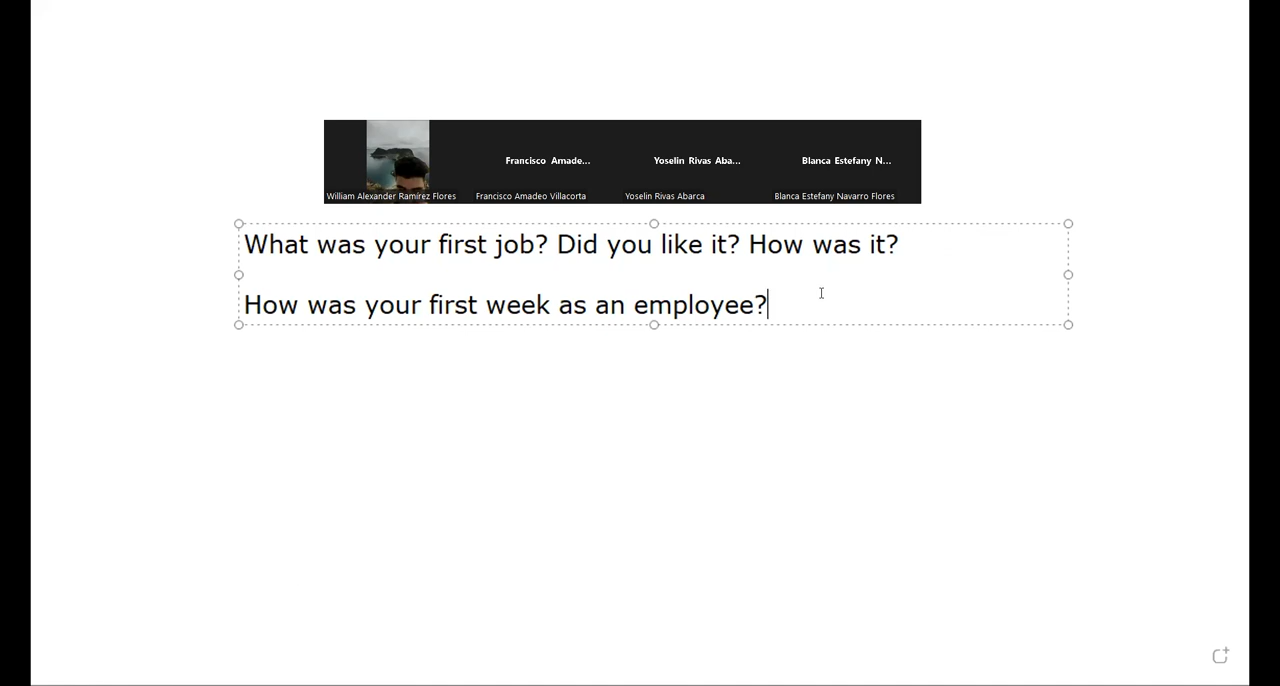 Francisco Amade... Yoselin Rivas Aba... Blanca Estefany N...
William Alexander Ramírez Flores Francisco Amadeo Villacorta Yoselin Rivas Abarca Blanca Estefany Navarro Flores
What was your first job? Did you like it? How was it?
How was your first week as an employee?